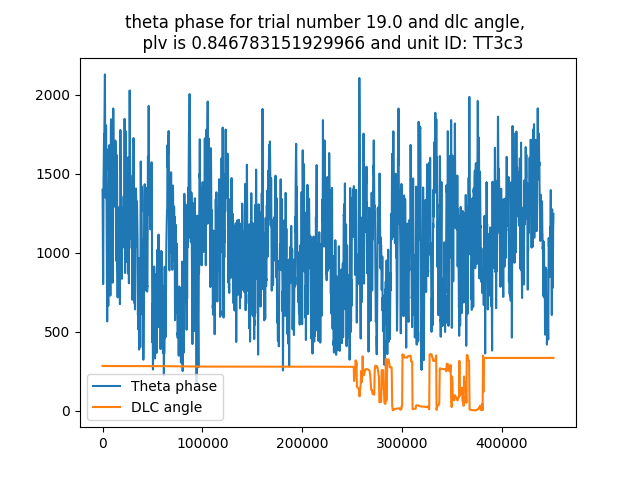 theta phase for trial number 19.0 and dlc angle,
plv is 0.846783151929966 and unit ID: TT3c3
2000
1500
1000
500
0
Theta phase
DLC angle
0 100000 200000 300000 400000